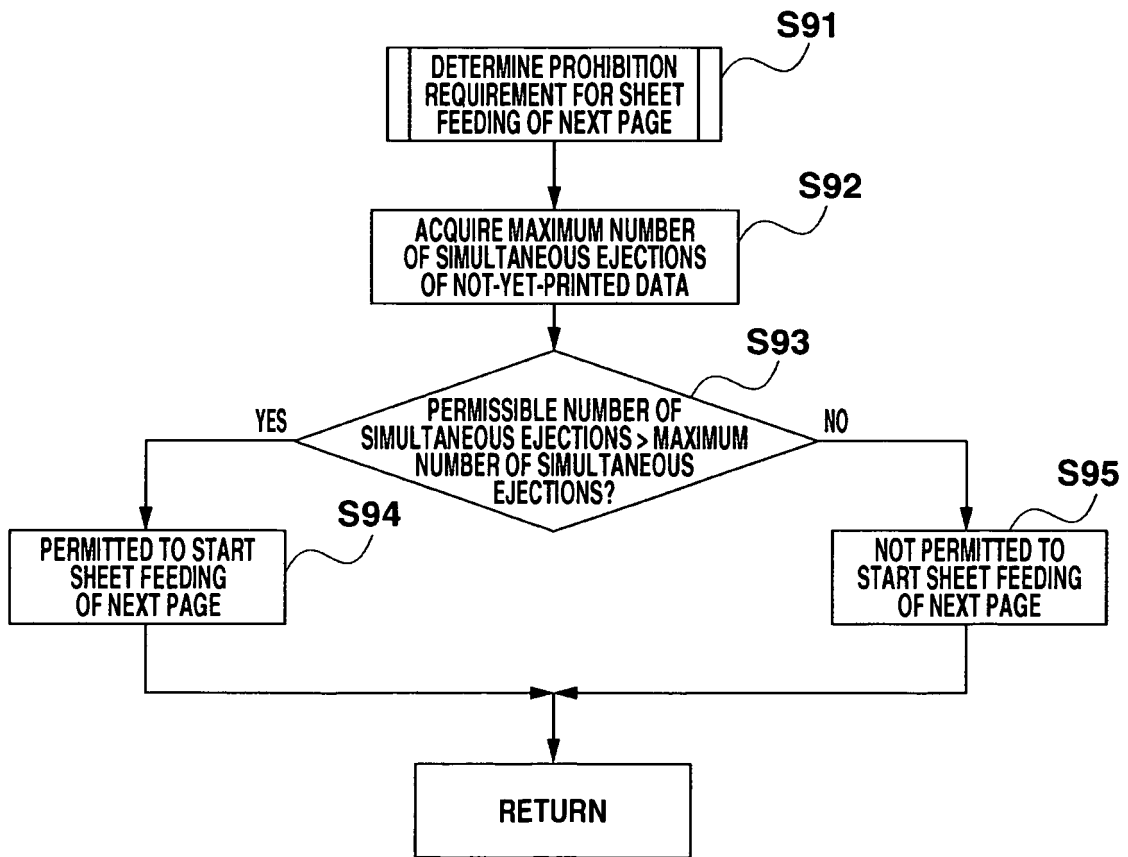 S91
DETERMINE PROHIBITION
REQUIREMENT FOR SHEET
FEEDING OF NEXT PAGE
S92
ACQUIRE MAXIMUM NUMBER
OF SIMULTANEOUS EJECTIONS
OF NOT-YET-PRINTED DATA
S93
PERMISSIBLE NUMBER OF
SIMULTANEOUS EJECTIONS > MAXIMUM
NUMBER OF SIMULTANEOUS
EJECTIONS?
YES
NO
S94
PERMITTED TO START
SHEET FEEDING
OF NEXT PAGE
S95
NOT PERMITTED TO
START SHEET FEEDING
OF NEXT PAGE
RETURN